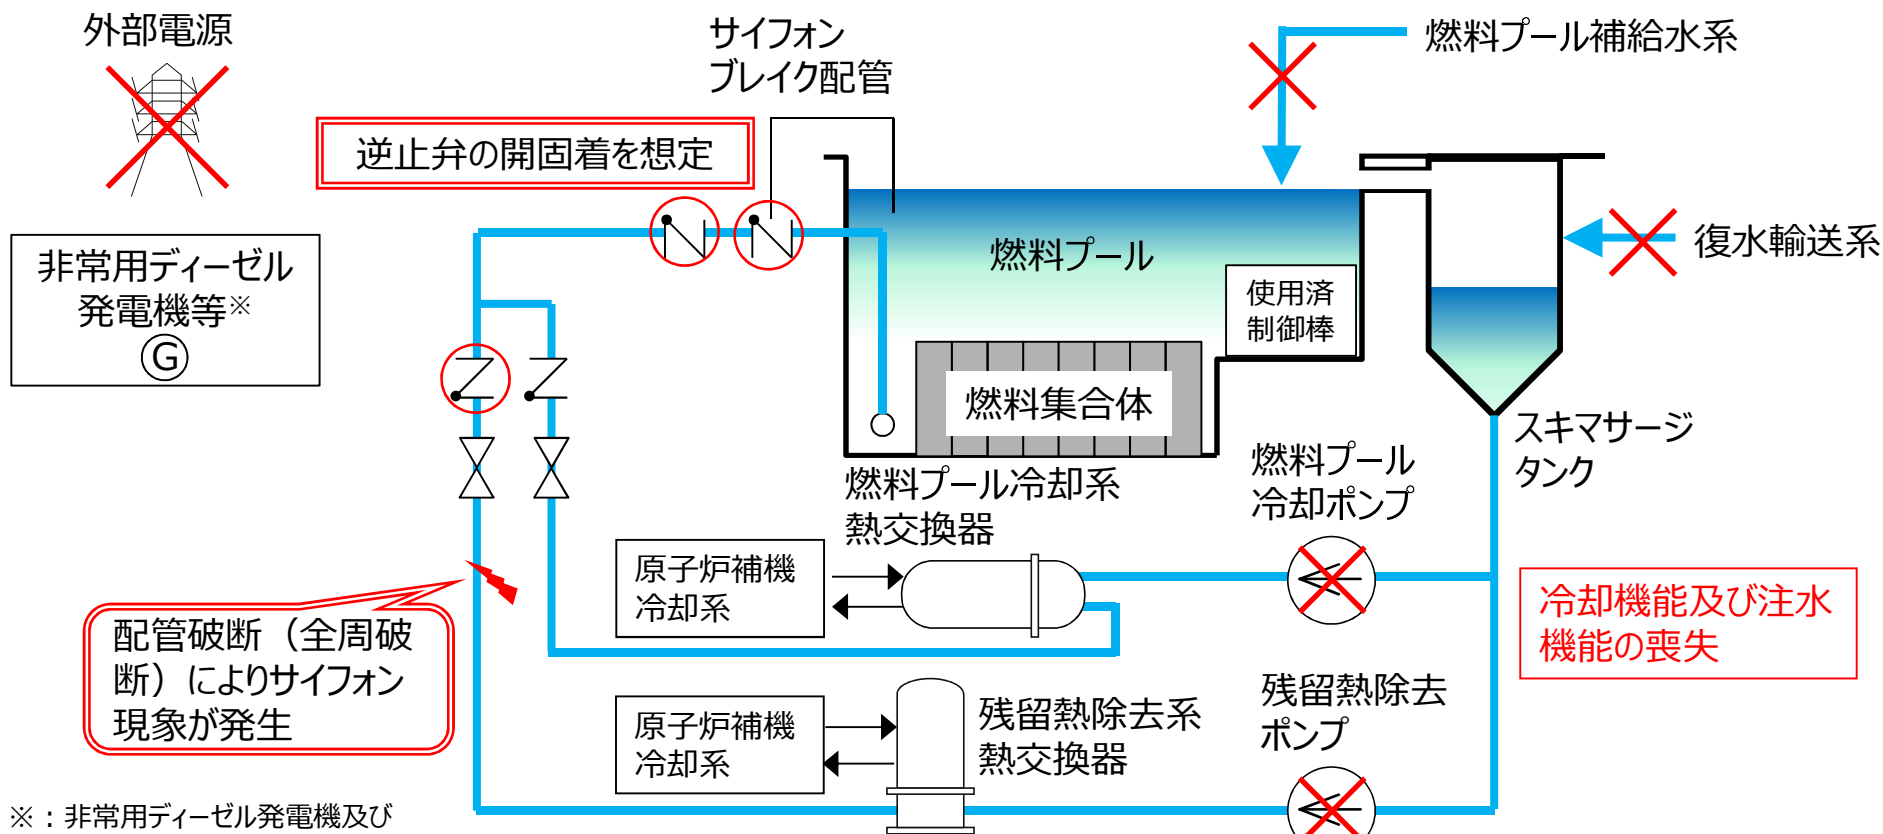 外部電源
サイフォン
ブレイク配管
燃料プール補給水系
逆止弁の開固着を想定
非常用ディーゼル
発電機等※
G
燃料プール
使用済
制御棒
復水輸送系
燃料集合体
スキマサージ
タンク
燃料プール冷却系
熱交換器
燃料プール
冷却ポンプ
原子炉補機
冷却系
冷却機能及び注水
機能の喪失
配管破断（全周破
断）によりサイフォン
現象が発生
原子炉補機
冷却系
残留熱除去系
熱交換器
残留熱除去
ポンプ
※：非常用ディーゼル発電機及び